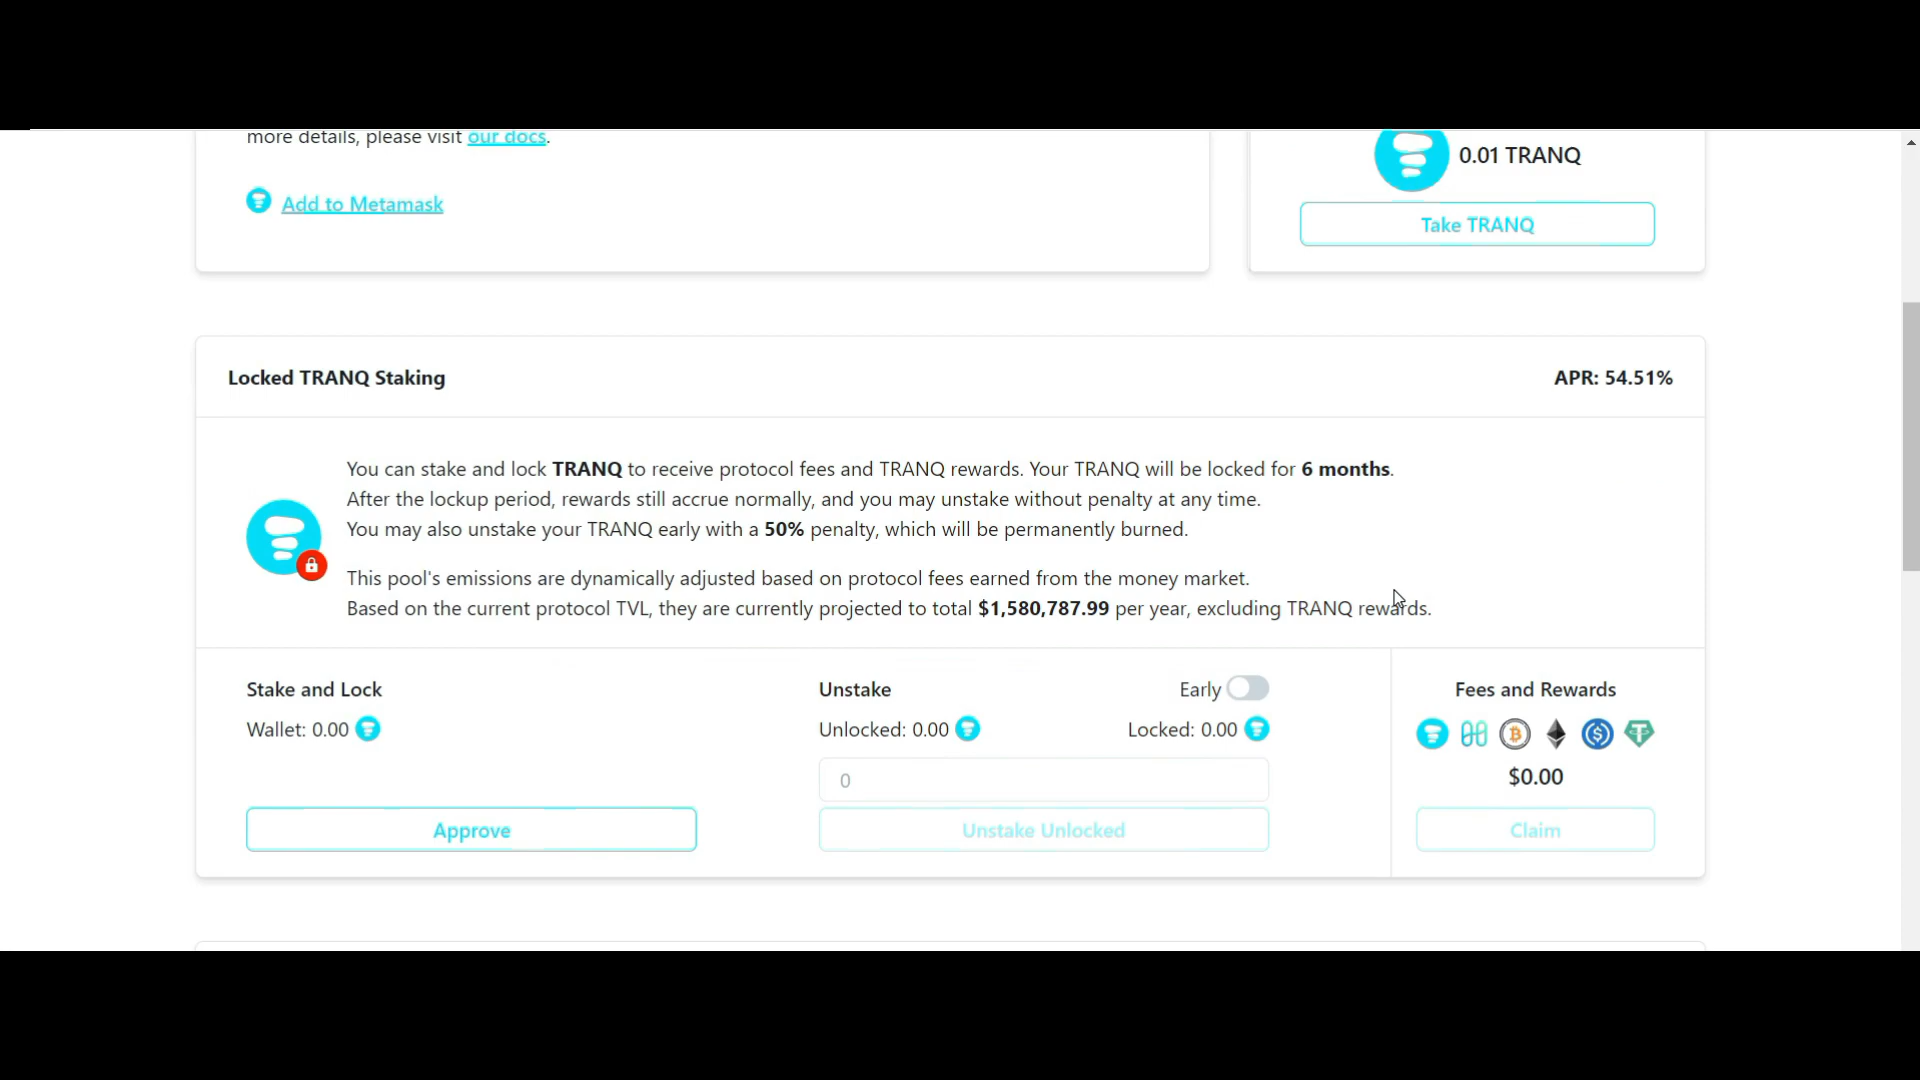 more details, please visit our docs.
0.01 TRANQ
Add to Metamask
Take TRANQ
Locked TRANQ Staking
APR: 54.51%
You can stake and lock TRANQ to receive protocol fees and TRANQ rewards. Your TRANQ will be locked for 6 months.
After the lockup period, rewards still accrue normally, and you may unstake without penalty at any time.
You may also unstake your TRANQ early with a 50% penalty, which will be permanently burned.
This pool's emissions are dynamically adjusted based on protocol fees earned from the money market.
Based on the current protocol TVL, they are currently projected to total $1,580,787.99 per year, excluding TRANQ rewards.
Stake and Lock
Wallet: 0.00
Approve
Unstake
Early
Unlocked: 0.00
Locked: 0.00
0
Unstake Unlocked
Fees and Rewards
$0.00
Claim